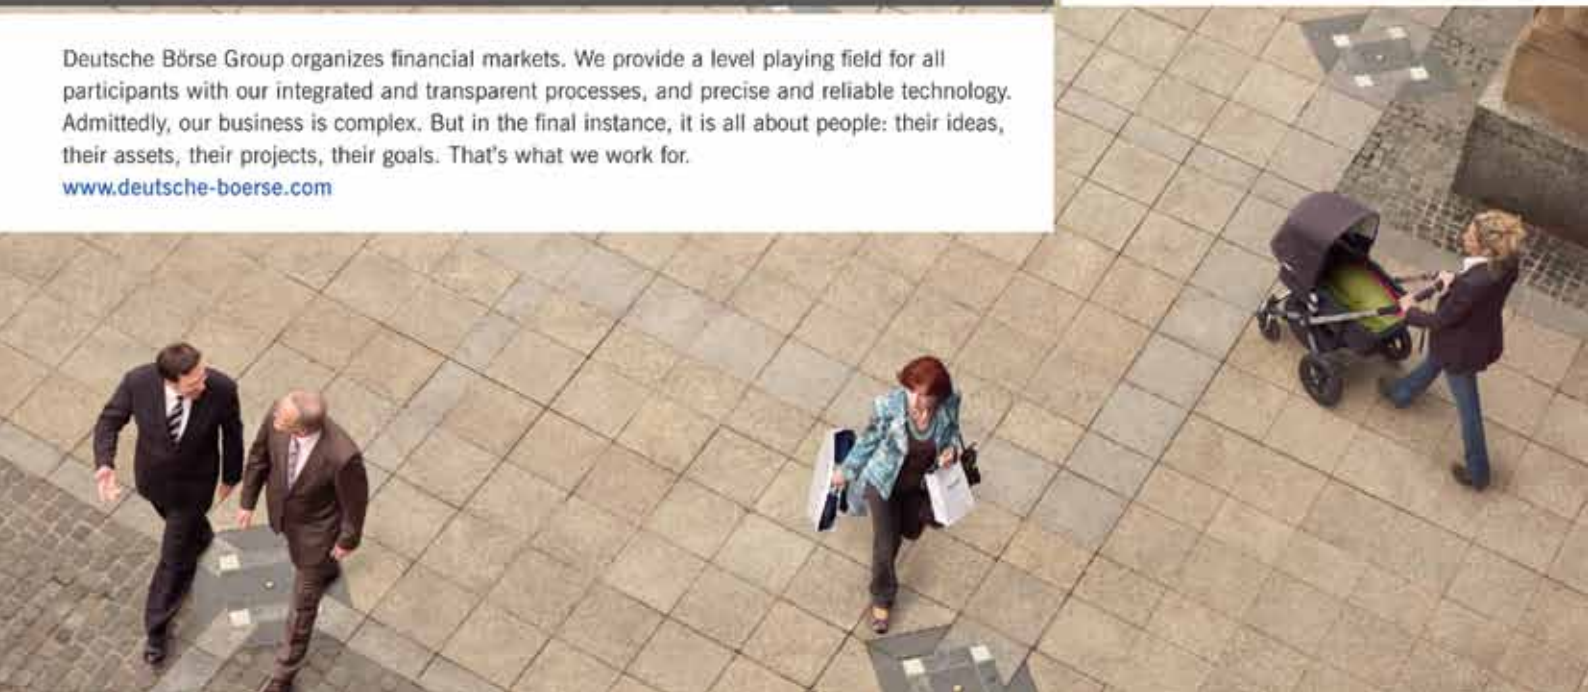 Deutsche Börse Group organizes financial markets. We provide a level playing field for all
participants with our integrated and transparent processes, and precise and reliable technology.
Admittedly, our business is complex. But in the final instance, it is all about people: their ideas,
their assets, their projects, their goals. That's what we work for.
www.deutsche-boerse.com